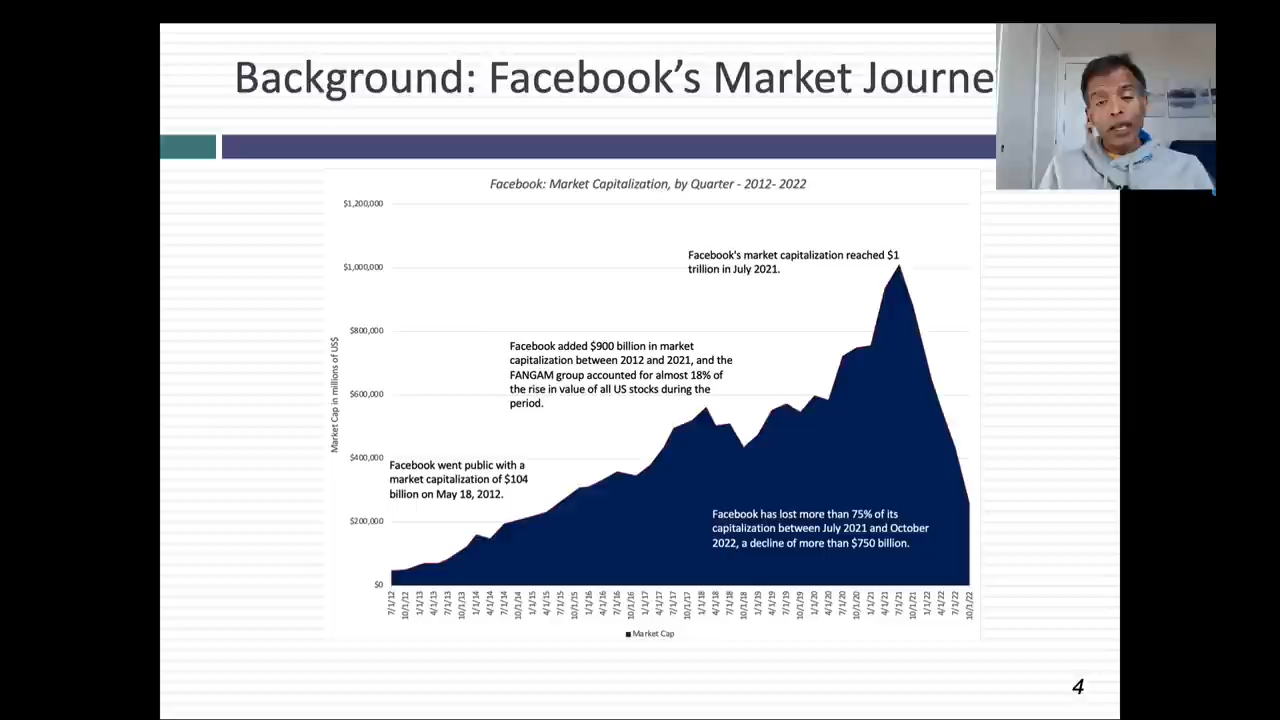 Background: Facebook's Market Journe
Facebook: Market Capitalization, by Quarter - 2012- 2022
$1,200,000
$1,000,000
$800,000
$600,000
$400,000
$200,000
$0
Market Cap in millions of US$
Facebook's market capitalization reached $1
trillion in July 2021.
Facebook added $900 billion in market
capitalization between 2012 and 2021, and the
FANGAM group accounted for almost 18% of
the rise in value of all US stocks during the
period.
Facebook went public with a
market capitalization of $104
billion on May 18, 2012.
Facebook has lost more than 75% of its
capitalization between July 2021 and October
2022, a decline of more than $750 billion.
7/1/12
10/1/12
1/1/13
4/1/13
7/1/13
10/1/13
1/1/14
4/1/14
7/1/14
10/1/14
1/1/15
4/1/15
7/1/15
10/1/15
1/1/16
4/1/16
7/1/16
10/1/16
1/1/17
4/1/17
7/1/17
10/1/17
1/1/18
4/1/18
7/1/18
10/1/18
1/1/19
4/1/19
7/1/19
10/1/19
1/1/20
4/1/20
7/1/20
10/1/20
1/1/21
4/1/21
7/1/21
10/1/21
1/1/22
4/1/22
7/1/22
10/1/22
Market Cap
4